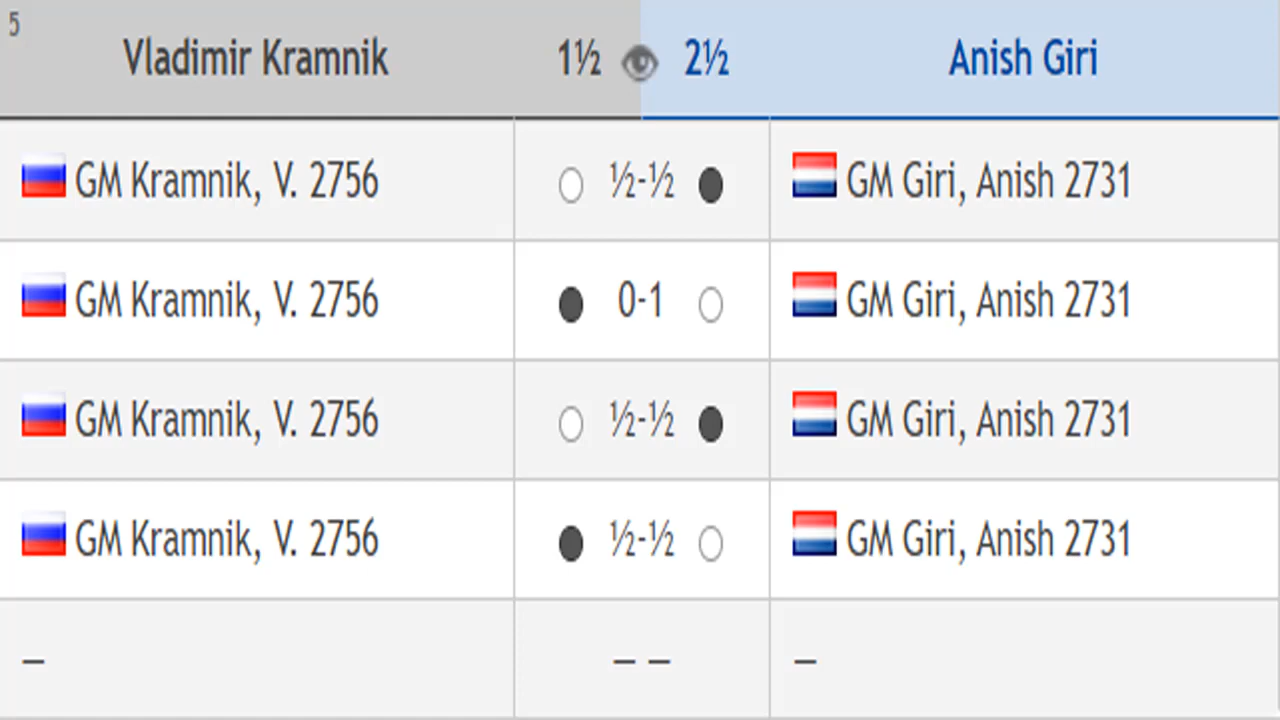 5
Vladimir Kramnik 1½ 2½ Anish Giri
GM Kramnik, V. 2756 ½-½ GM Giri, Anish 2731
GM Kramnik, V. 2756 0-1 GM Giri, Anish 2731
GM Kramnik, V. 2756 ½-½ GM Giri, Anish 2731
GM Kramnik, V. 2756 ½-½ GM Giri, Anish 2731
– – – –